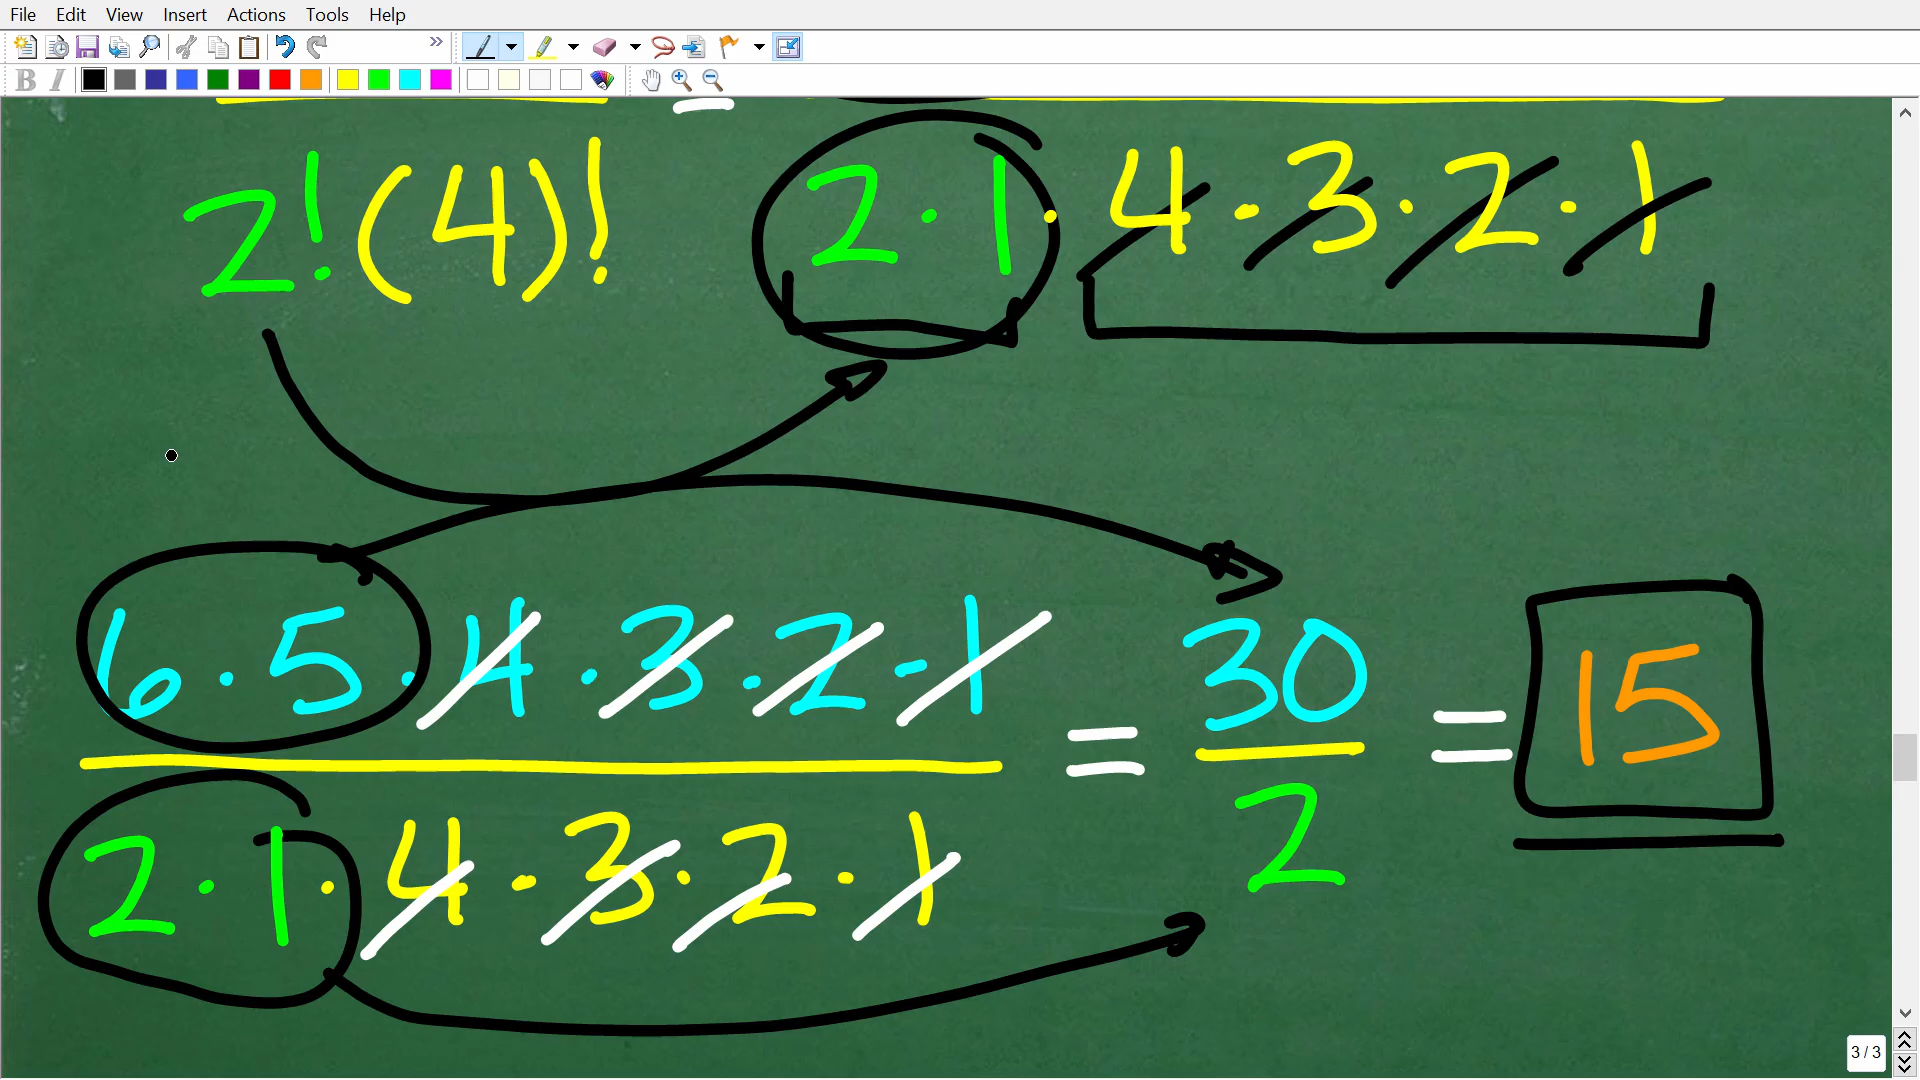 File Edit View Insert Actions Tools Help
B I
= 
2!(4)! 2 · 1 · 4 · 3 · 2 · 1
6 · 5 · 4 · 3 · 2 - 1 = 30 = 15
2 · 1 · 4 · 3 · 2 · 1 2
3 / 3